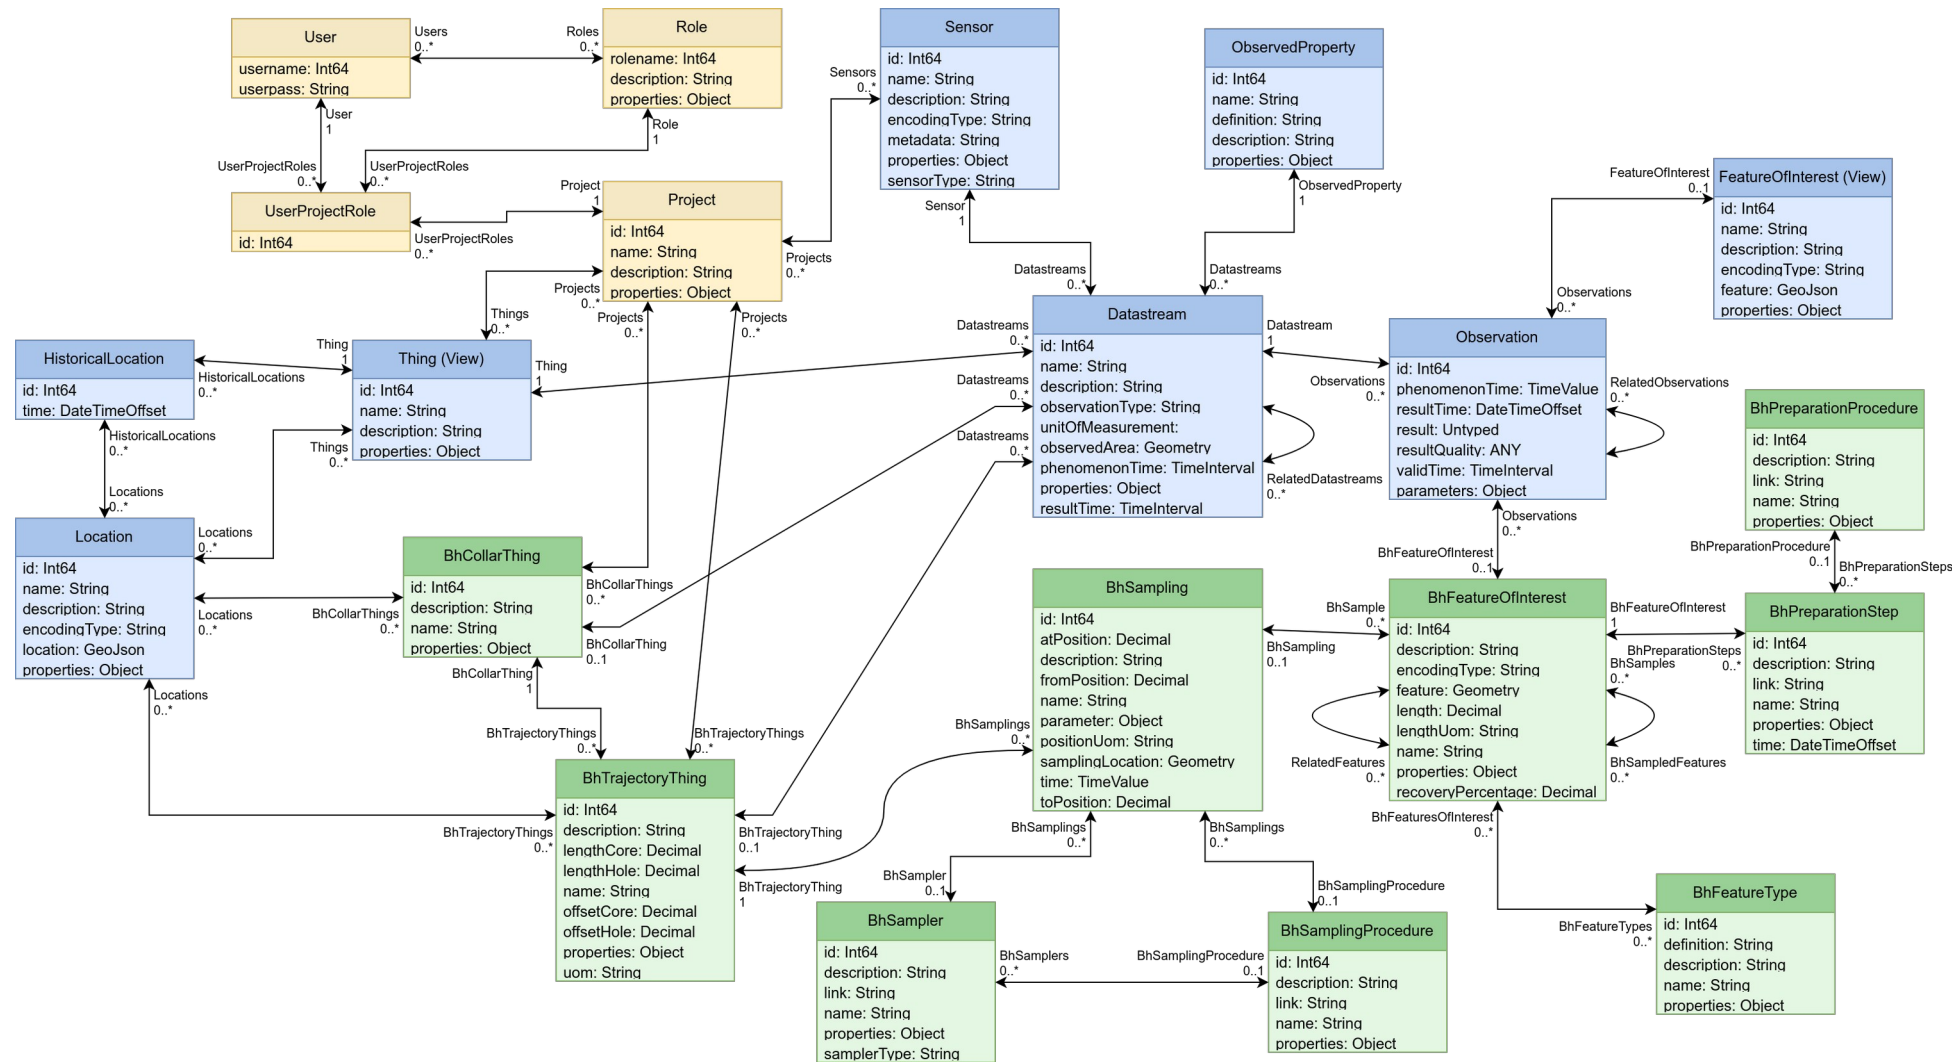 User
username: Int64
userpass: String
Users
0..*
Roles
0..*
Role
rolename: Int64
description: String
properties: Object
User
1
Role
1
UserProjectRoles
0..*
UserProjectRoles
0..*
UserProjectRole
id: Int64
UserProjectRoles
0..*
Project
1
Project
id: Int64
name: String
description: String
properties: Object
Sensors
0..*
Projects
0..*
Sensor
id: Int64
name: String
description: String
encodingType: String
metadata: String
properties: Object
sensorType: String
Sensor
1
Datastreams
0..*
ObservedProperty
id: Int64
name: String
definition: String
description: String
properties: Object
ObservedProperty
1
Datastreams
0..*
FeatureOfInterest
0..1
FeatureOfInterest (View)
id: Int64
name: String
description: String
encodingType: String
feature: GeoJson
properties: Object
Observations
0..*
Projects
0..*
Things
0..*
Projects
0..*
Projects
0..*
HistoricalLocation
id: Int64
time: DateTimeOffset
Thing
1
HistoricalLocations
0..*
Thing (View)
id: Int64
name: String
description: String
properties: Object
Thing
1
Datastreams
0..*
Datastreams
0..*
Datastreams
0..*
Datastream
id: Int64
name: String
description: String
observationType: String
unitOfMeasurement:
observedArea: Geometry
phenomenonTime: TimeInterval
properties: Object
resultTime: TimeInterval
Datastream
1
Observations
0..*
RelatedDatastreams
0..*
Observation
id: Int64
phenomenonTime: TimeValue
resultTime: DateTimeOffset
result: Untyped
resultQuality: ANY
validTime: TimeInterval
parameters: Object
RelatedObservations
0..*
HistoricalLocations
0..*
Things
0..*
Locations
0..*
Location
id: Int64
name: String
description: String
encodingType: String
location: GeoJson
properties: Object
Locations
0..*
Locations
0..*
BhCollarThings
0..*
Locations
0..*
BhCollarThing
id: Int64
description: String
name: String
properties: Object
BhCollarThings
0..*
BhCollarThing
0..1
BhCollarThing
1
BhTrajectoryThings
0..*
BhTrajectoryThings
0..*
BhTrajectoryThings
0..*
BhTrajectoryThing
id: Int64
description: String
lengthCore: Decimal
lengthHole: Decimal
name: String
offsetCore: Decimal
offsetHole: Decimal
properties: Object
uom: String
BhTrajectoryThing
0..1
BhTrajectoryThing
1
BhSamplings
0..*
BhSampling
id: Int64
atPosition: Decimal
description: String
fromPosition: Decimal
name: String
parameter: Object
positionUom: String
samplingLocation: Geometry
time: TimeValue
toPosition: Decimal
BhSample
0..*
BhSampling
0..1
Observations
0..*
BhFeatureOfInterest
0..1
BhFeatureOfInterest
id: Int64
description: String
encodingType: String
feature: Geometry
length: Decimal
lengthUom: String
name: String
properties: Object
recoveryPercentage: Decimal
BhFeatureOfInterest
1
BhPreparationSteps
0..*
BhSamples
0..*
BhSampledFeatures
0..*
RelatedFeatures
0..*
BhPreparationProcedure
id: Int64
description: String
link: String
name: String
properties: Object
BhPreparationProcedure
0..1
BhPreparationSteps
0..*
BhPreparationStep
id: Int64
description: String
link: String
name: String
properties: Object
time: DateTimeOffset
BhSamplings
0..*
BhSamplings
0..*
BhSampler
0..1
BhSamplingProcedure
0..1
BhSampler
id: Int64
description: String
link: String
name: String
properties: Object
samplerType: String
BhSamplers
0..*
BhSamplingProcedure
0..1
BhSamplingProcedure
id: Int64
description: String
link: String
name: String
properties: Object
BhFeaturesOfInterest
0..*
BhFeatureTypes
0..*
BhFeatureType
id: Int64
definition: String
description: String
name: String
properties: Object